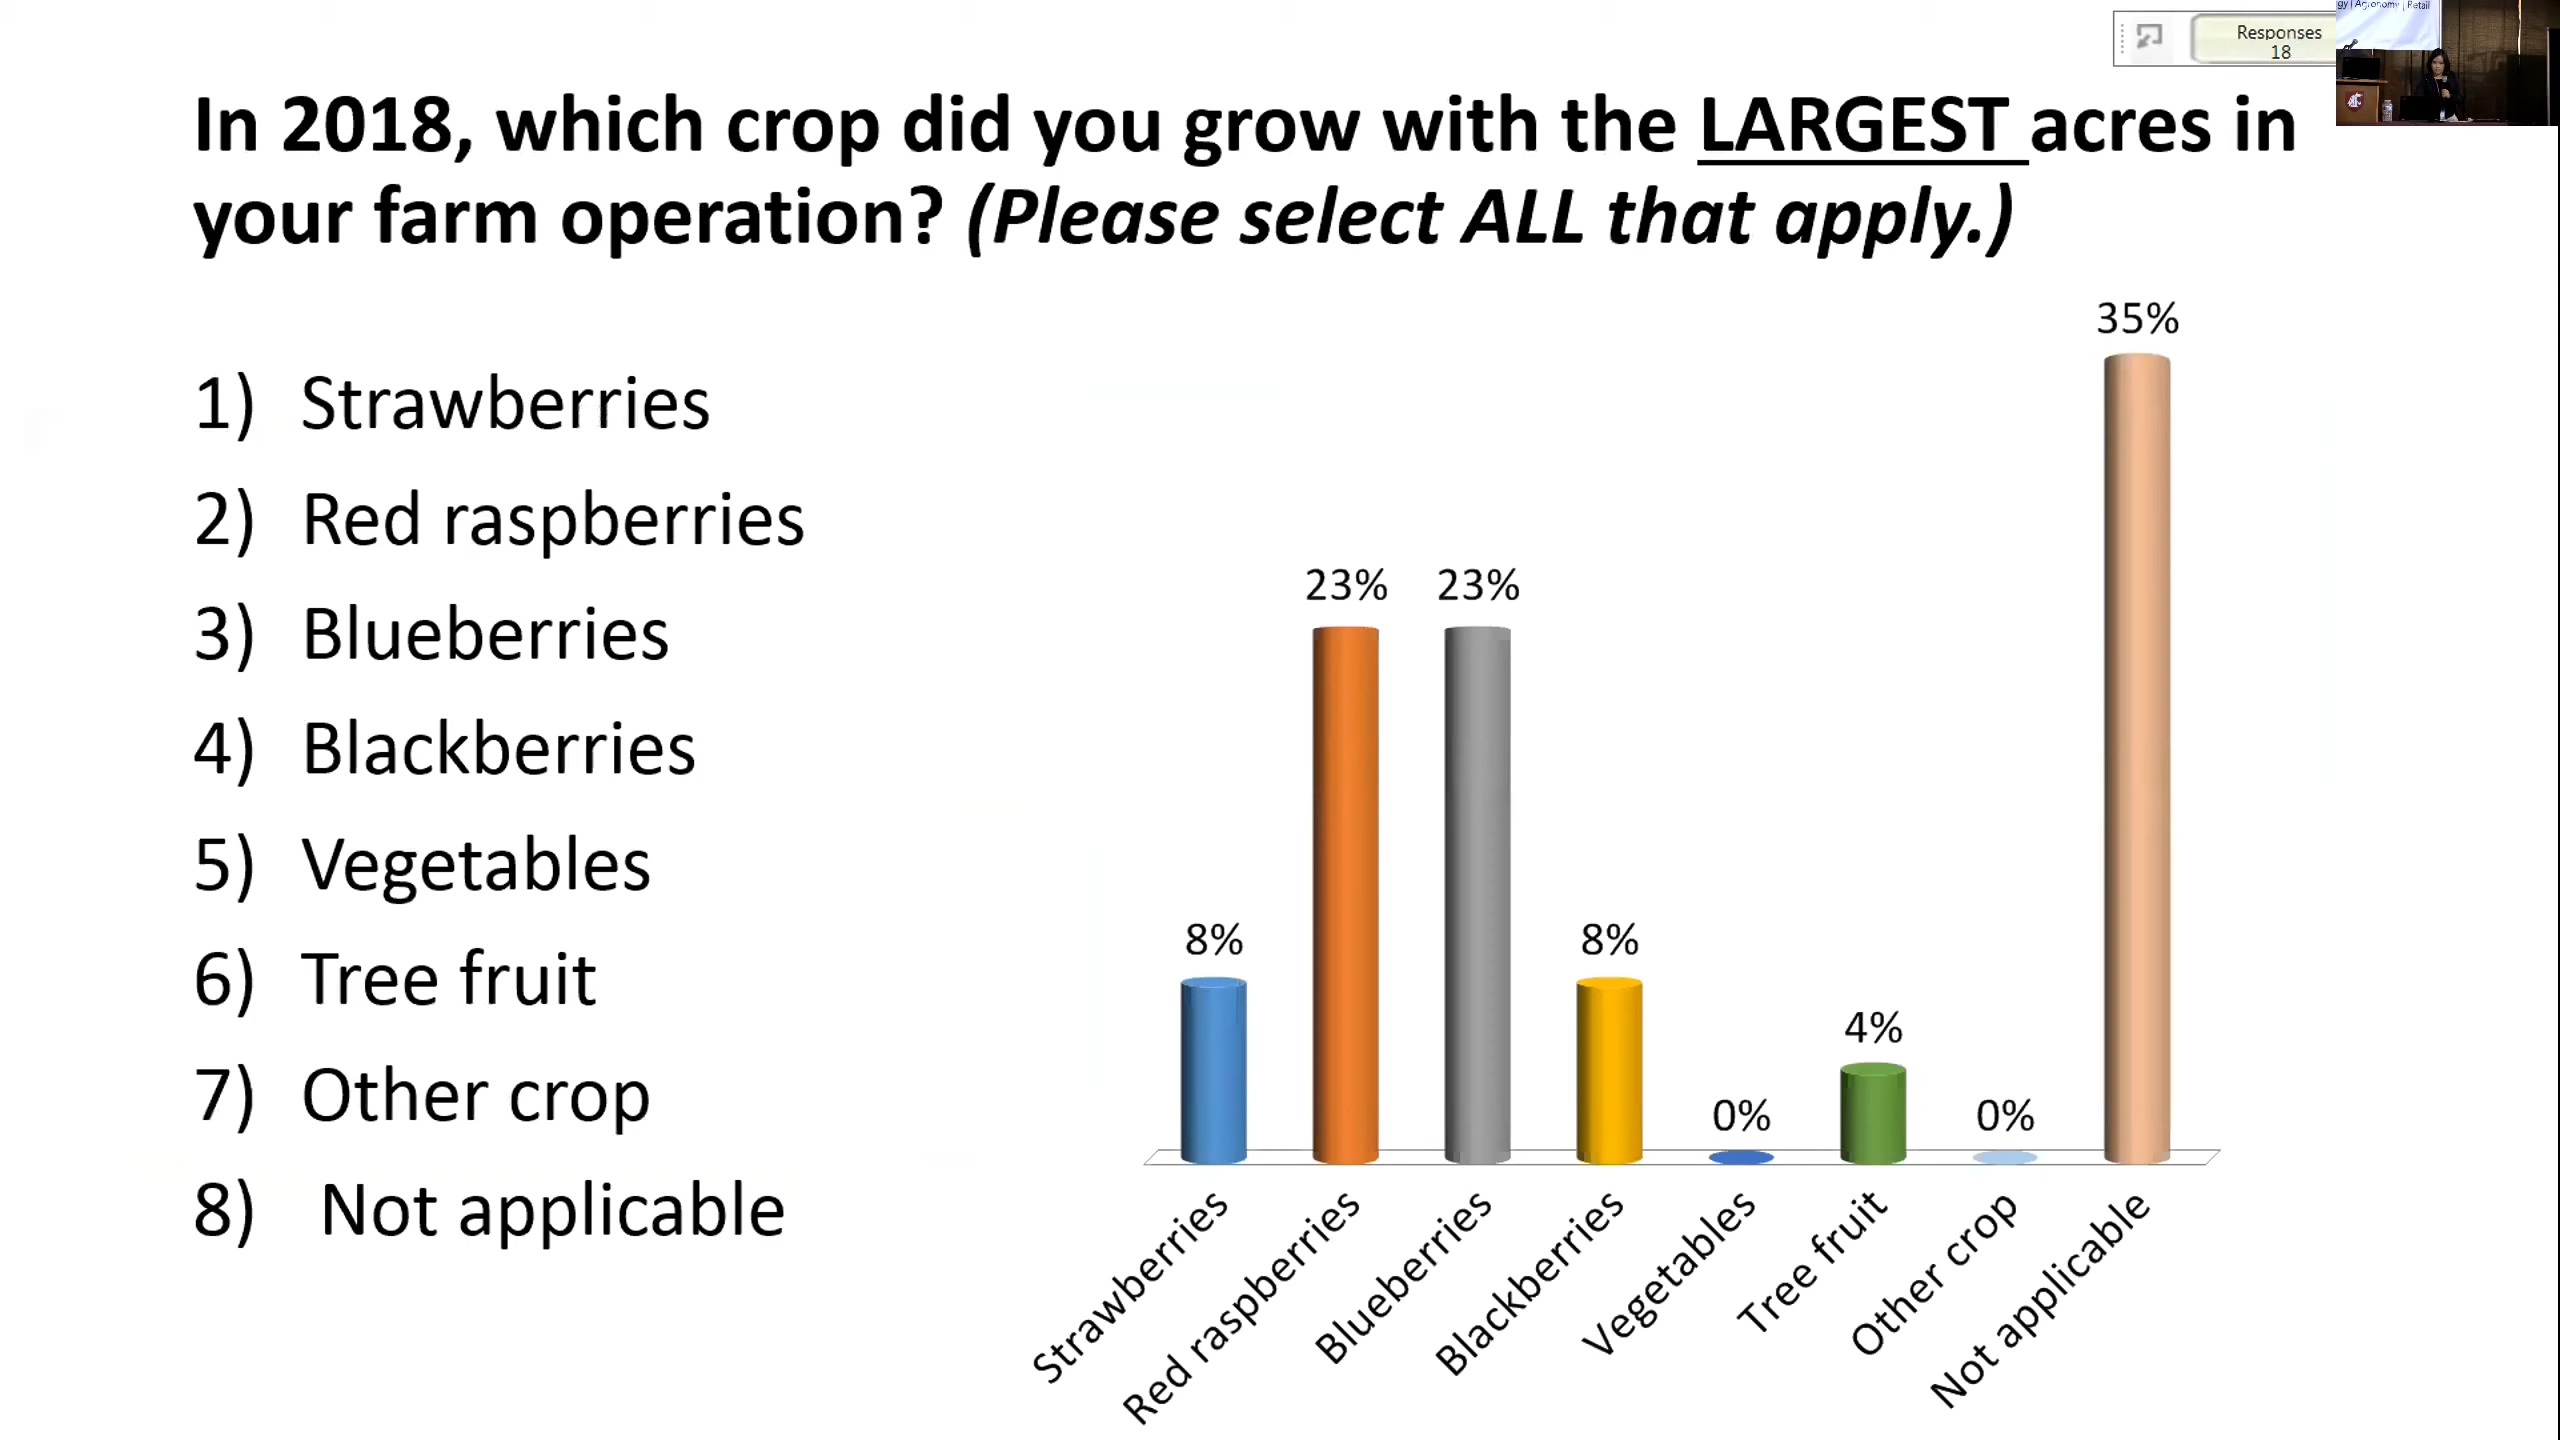 Responses
18
gy | Agronomy | Retail
In 2018, which crop did you grow with the LARGEST acres in
your farm operation? (Please select ALL that apply.)
1) Strawberries
2) Red raspberries
3) Blueberries
4) Blackberries
5) Vegetables
6) Tree fruit
7) Other crop
8) Not applicable
8%
23%
23%
8%
0%
4%
0%
35%
Strawberries
Red raspberries
Blueberries
Blackberries
Vegetables
Tree fruit
Other crop
Not applicable